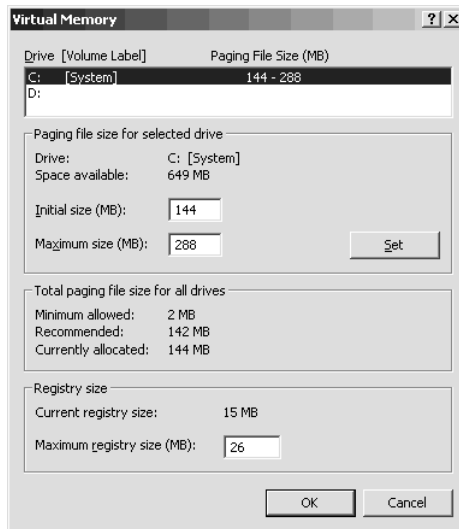 Virtual Memory
Drive [Volume Label] Paging File Size (MB)
C: [System] 144 - 288
D:
Paging file size for selected drive
Drive: C: [System]
Space available: 649 MB
Initial size (MB): 144
Maximum size (MB): 288 Set
Total paging file size for all drives
Minimum allowed: 2 MB
Recommended: 142 MB
Currently allocated: 144 MB
Registry size
Current registry size: 15 MB
Maximum registry size (MB): 26
OK Cancel